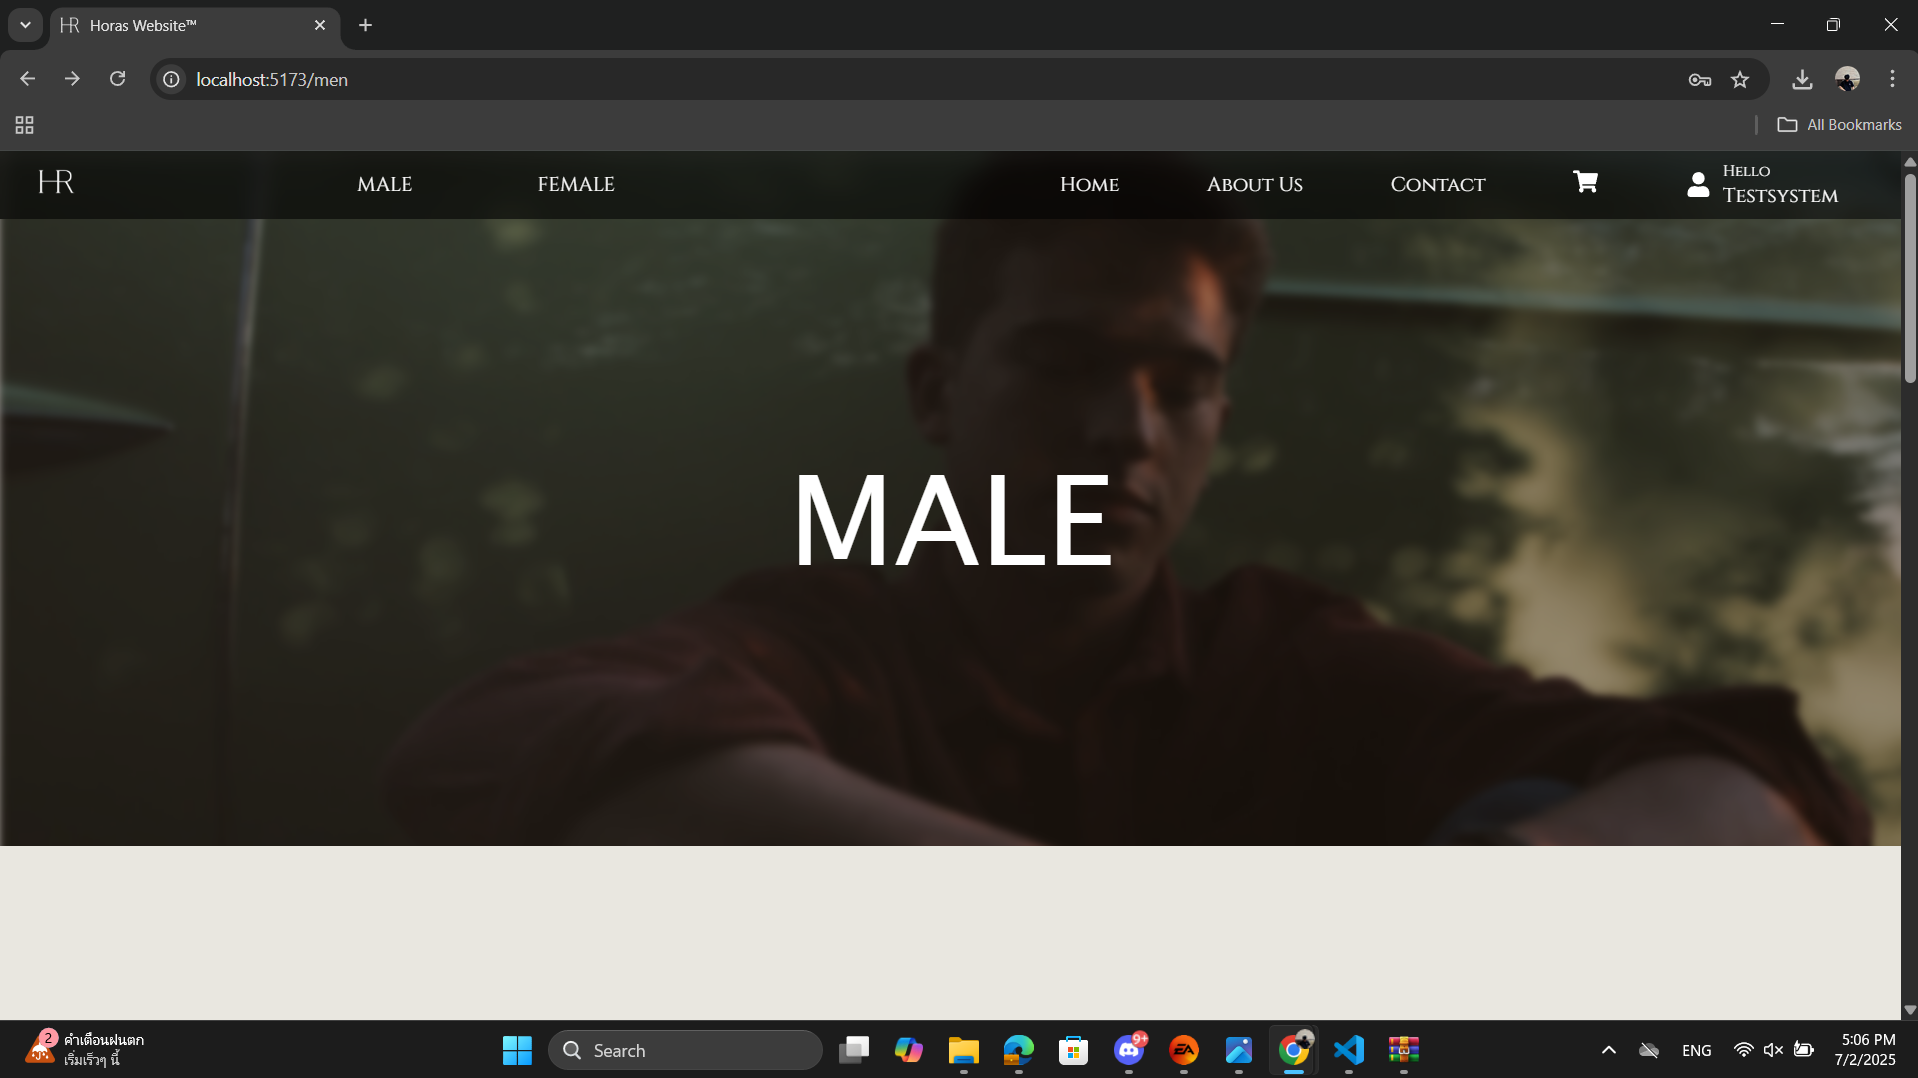 HR Horas Website™
localhost:5173/men
All Bookmarks
HR MALE FEMALE Home About Us Contact Hello
Testsystem
MALE
2 คำเตือนฝนตก
เริ่มเร็วๆ นี้
Search
9+
EA
ENG
5:06 PM
7/2/2025